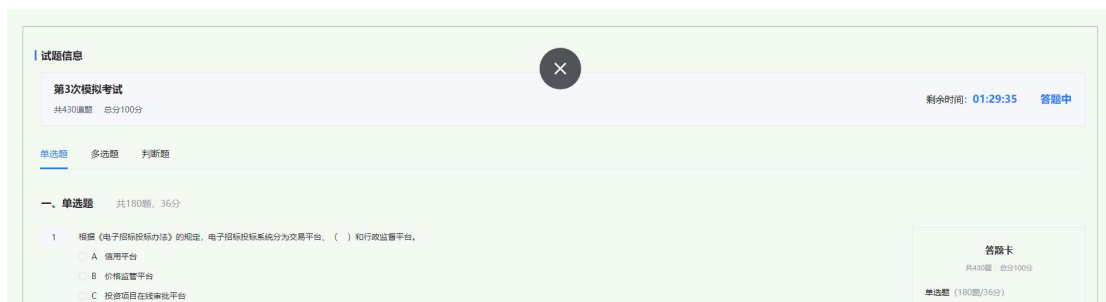 试题信息
第3次模拟考试
共430道题 总分100分
剩余时间：01:29:35 答题中
单选题 多选题 判断题
一、单选题 共180题，36分
1 根据《电子招标投标办法》的规定，电子招标投标系统分为交易平台、（ ）和行政监督平台。
A 信用平台
B 价格监管平台
C 投资项目在线审批平台
答题卡
共430题 总分100分
单选题（180题/36分）